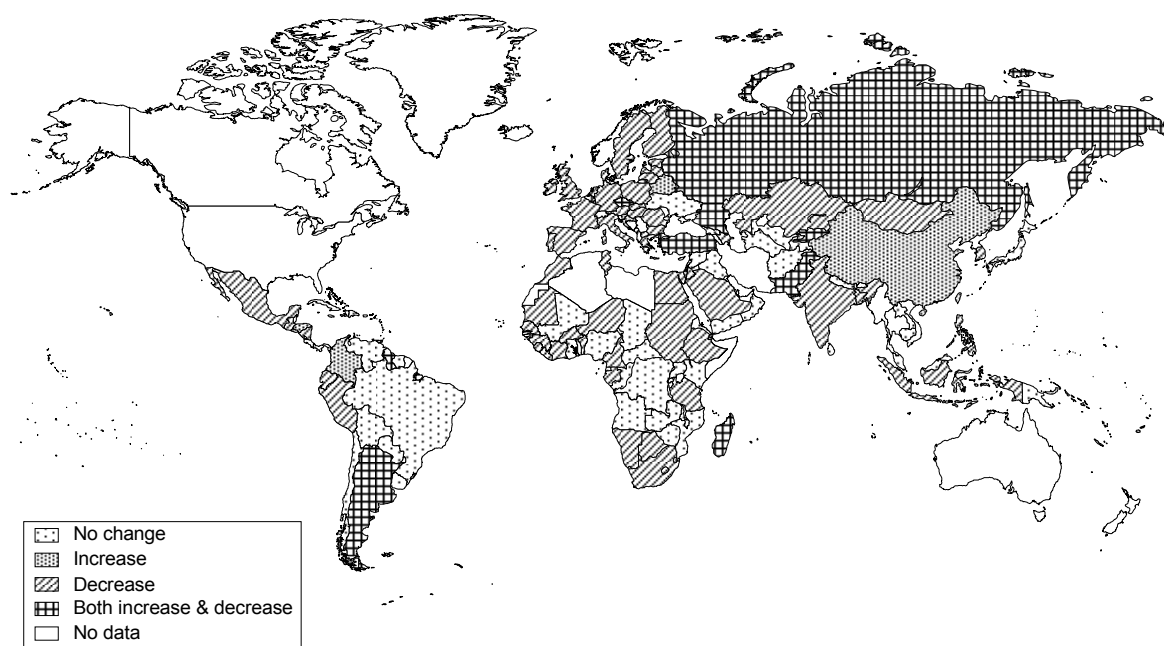 No change
Increase
Decrease
Both increase & decrease
No data